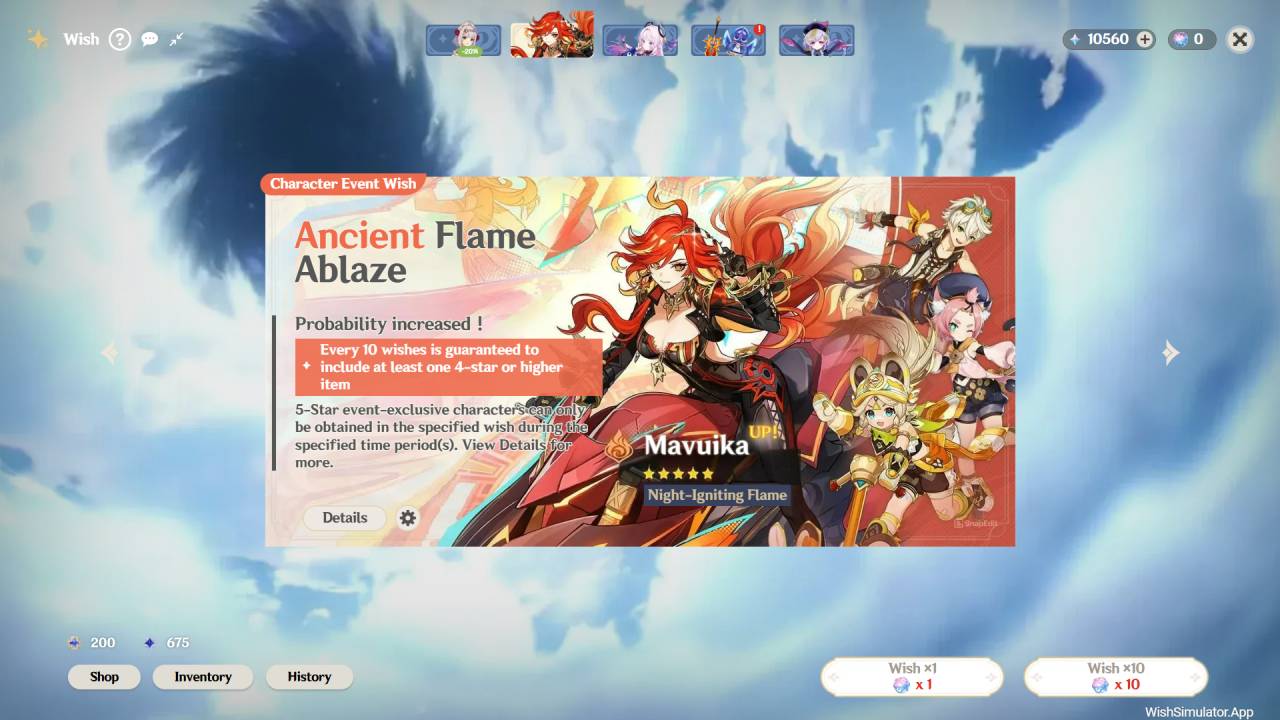 Wish ?
-20%
!
10560 +
0
Character Event Wish
Ancient Flame
Ablaze
Probability increased !
Every 10 wishes is guaranteed to
include at least one 4-star or higher
item
5-Star event-exclusive characters can only
be obtained in the specified wish during the
specified time period(s). View Details for
more.
UP!
Mavuika
Night-Igniting Flame
Details
SnapEdit
200 675
Shop Inventory History
Wish ×1
x 1
Wish ×10
x 10
WishSimulator.App